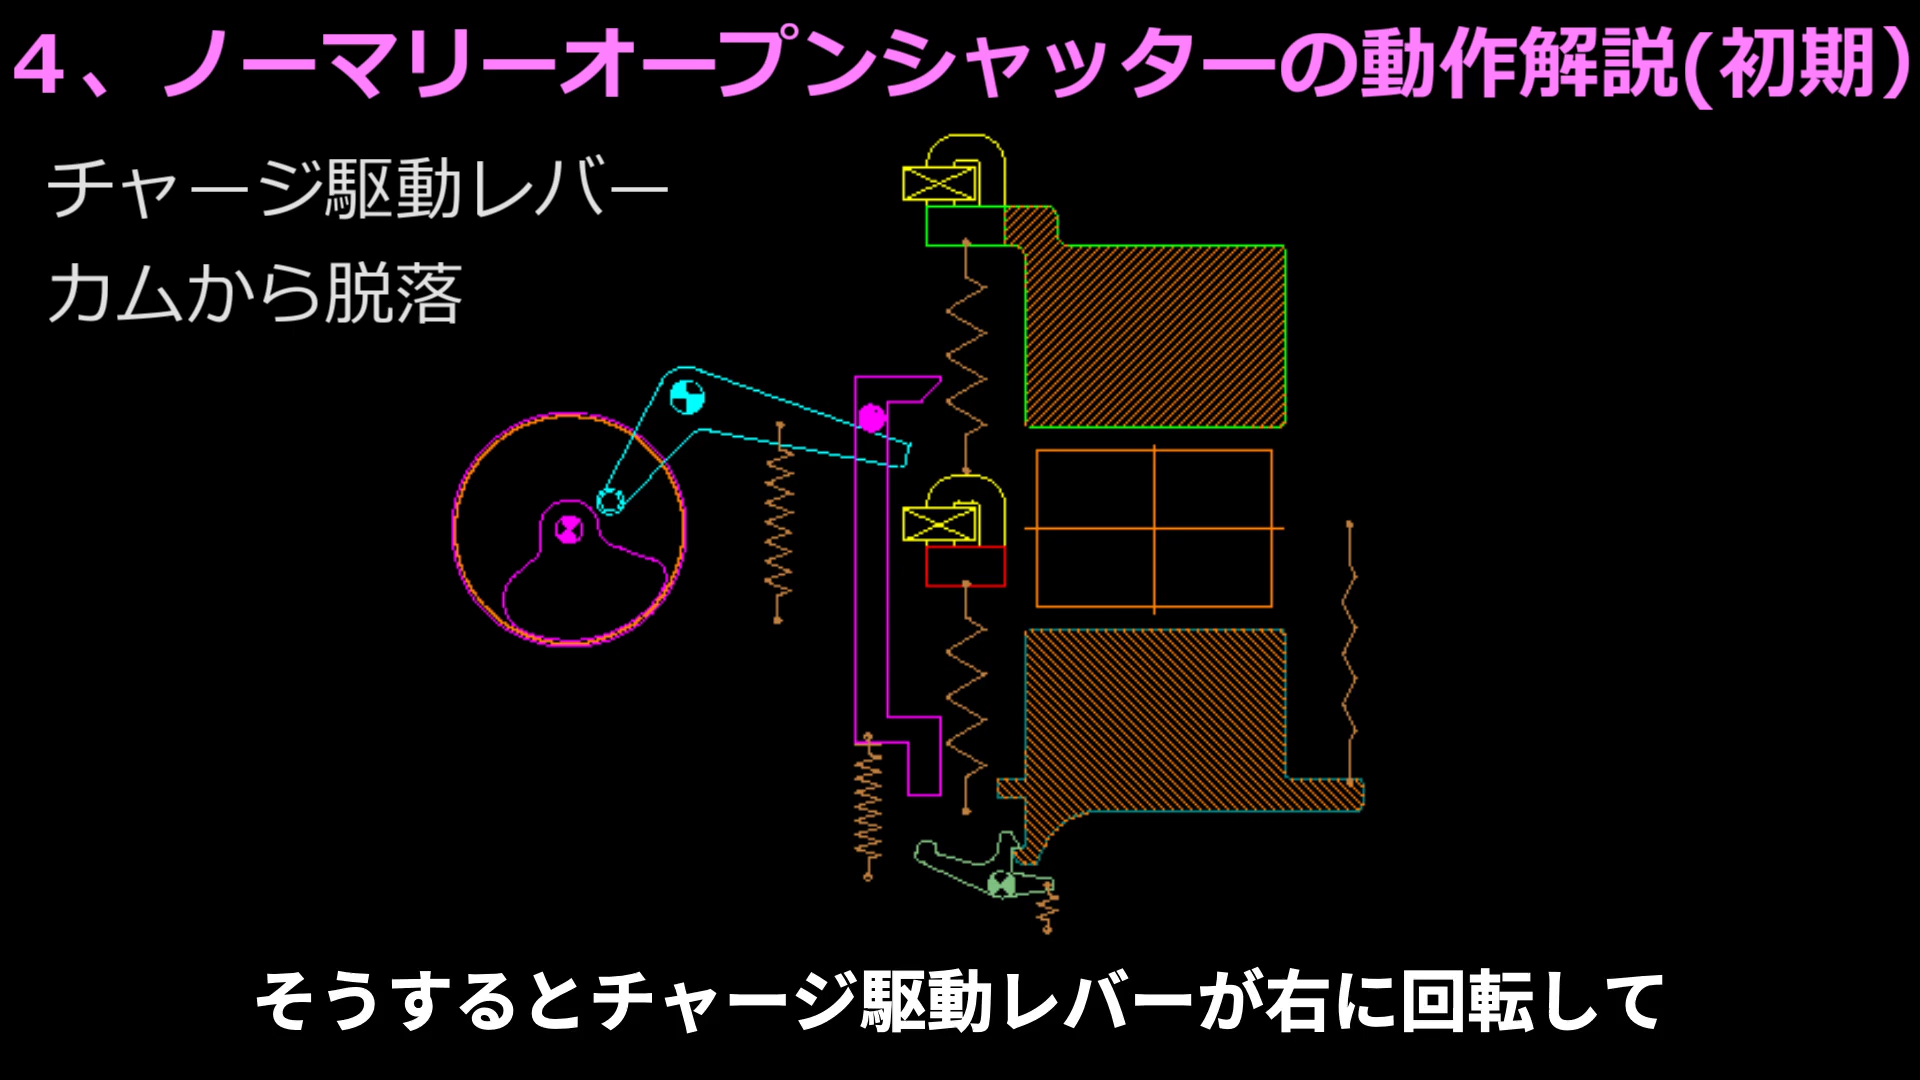 ４、ノーマリーオープンシャッターの動作解説(初期）
チャージ駆動レバー
カムから脱落
そうするとチャージ駆動レバーが右に回転して